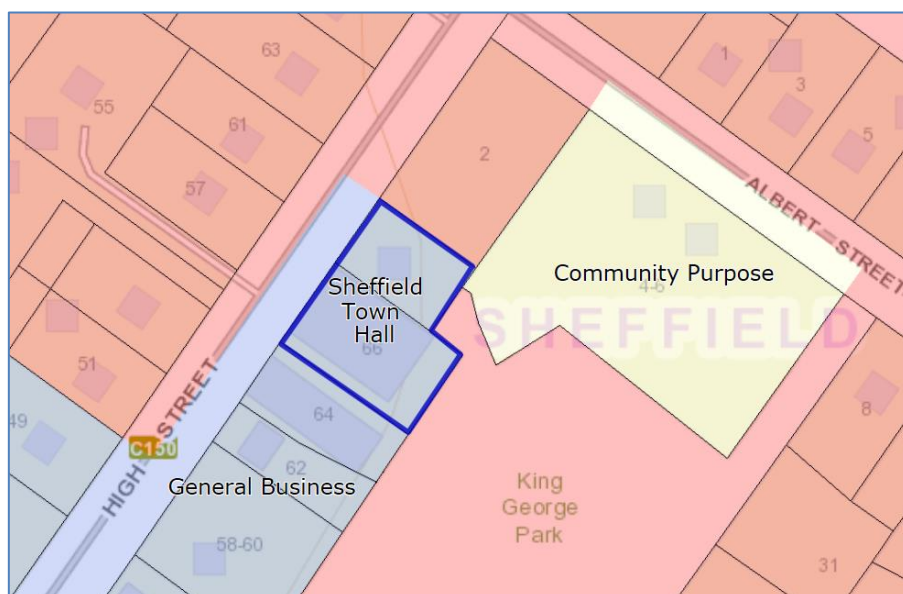 63
1
3
55
61
2
5
57
ALBERT STREET
Community Purpose
4-6
Sheffield
Town
Hall
SHEFFIELD
66
51
8
64
49
HIGH STREET
C150
62
General Business
King
George
Park
58-60
31